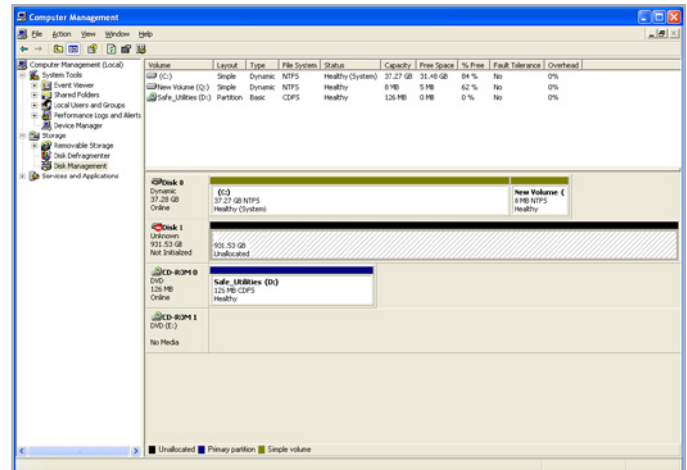 Computer Management
File Action View Window Help
Computer Management (Local)
System Tools
Event Viewer
Shared Folders
Local Users and Groups
Performance Logs and Alerts
Device Manager
Storage
Removable Storage
Disk Defragmenter
Disk Management
Services and Applications
Volume Layout Type File System Status Capacity Free Space % Free Fault Tolerance Overhead
(C:) Simple Dynamic NTFS Healthy (System) 37.27 GB 31.48 GB 84 % No 0%
New Volume (Q:) Simple Dynamic NTFS Healthy 8 MB 5 MB 62 % No 0%
Safe_Utilities (D:) Partition Basic CDFS Healthy 126 MB 0 MB 0 % No 0%
Disk 0
Dynamic
37.28 GB
Online
(C:)
37.27 GB NTFS
Healthy (System)
New Volume (
8 MB NTFS
Healthy
Disk 1
Unknown
931.53 GB
Not Initialized
931.53 GB
Unallocated
CD-ROM 0
DVD
126 MB
Online
Safe_Utilities (D:)
126 MB CDFS
Healthy
CD-ROM 1
DVD (E:)
No Media
Unallocated Primary partition Simple volume